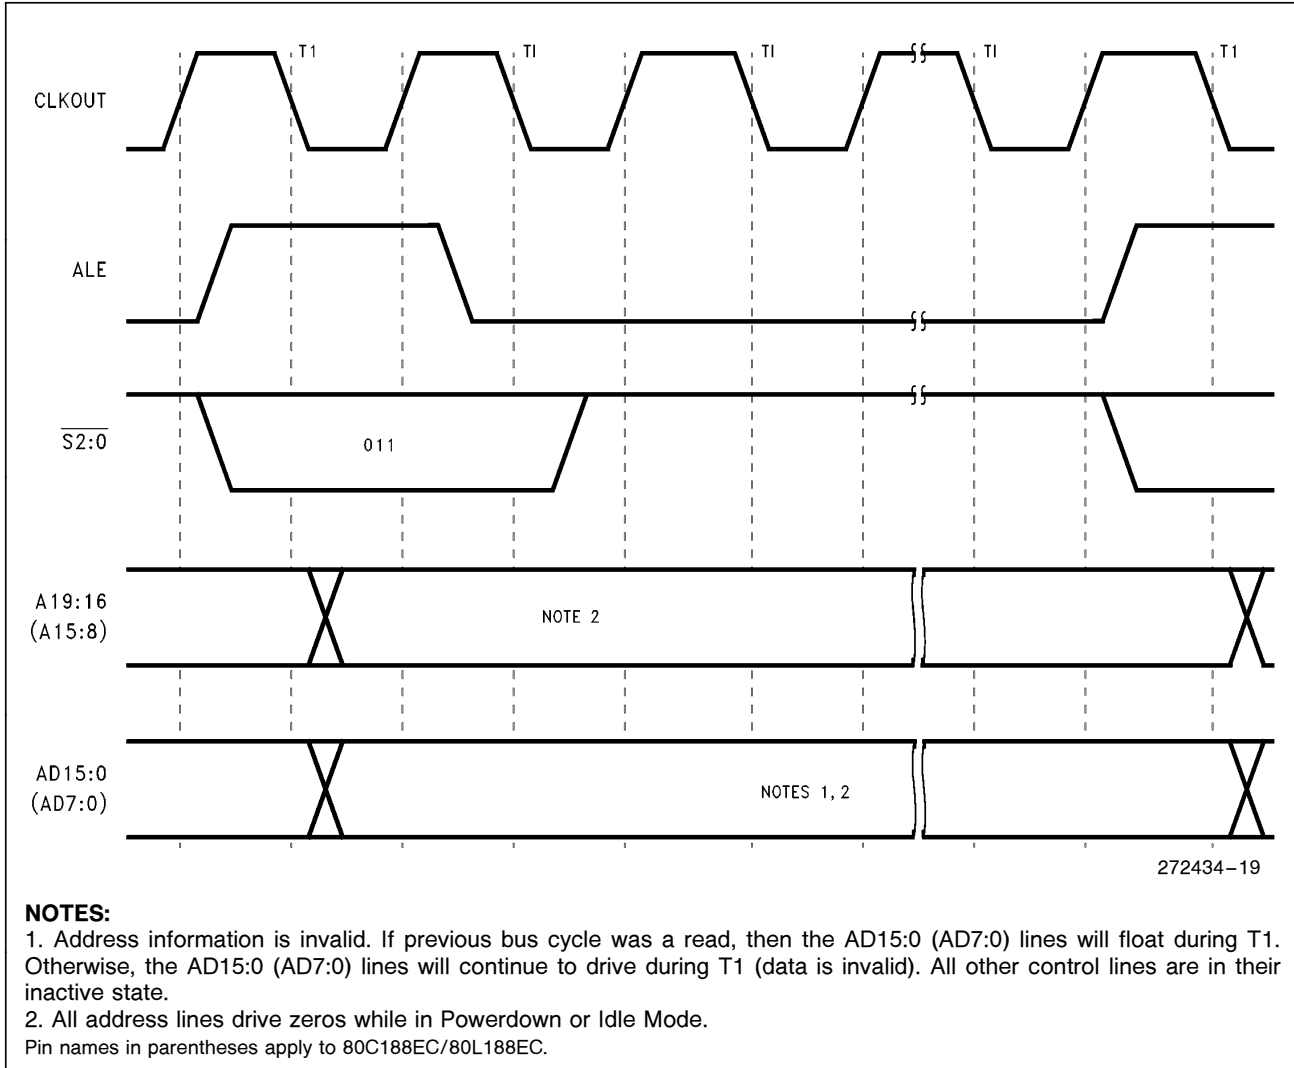 T1 TI TI TI T1
CLKOUT
ALE
S2:0
011
A19:16
(A15:8)
NOTE 2
AD15:0
(AD7:0)
NOTES 1,2
272434–19
NOTES:
1. Address information is invalid. If previous bus cycle was a read, then the AD15:0 (AD7:0) lines will float during T1.
Otherwise, the AD15:0 (AD7:0) lines will continue to drive during T1 (data is invalid). All other control lines are in their
inactive state.
2. All address lines drive zeros while in Powerdown or Idle Mode.
Pin names in parentheses apply to 80C188EC/80L188EC.